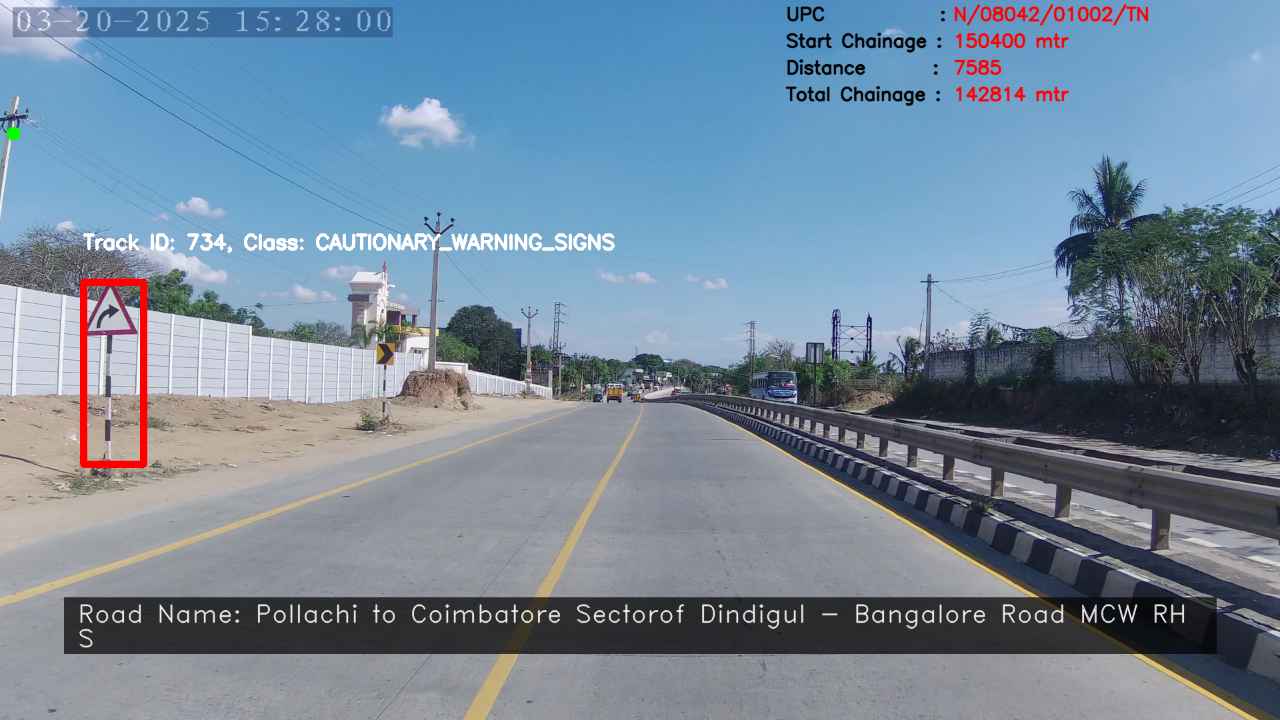 03-20-2025 15:28:00
UPC : N/08042/01002/TN
Start Chainage : 150400 mtr
Distance : 7585
Total Chainage : 142814 mtr
Track ID: 734, Class: CAUTIONARY_WARNING_SIGNS
Road Name: Pollachi to Coimbatore Sectorof Dindigul - Bangalore Road MCW RH
S